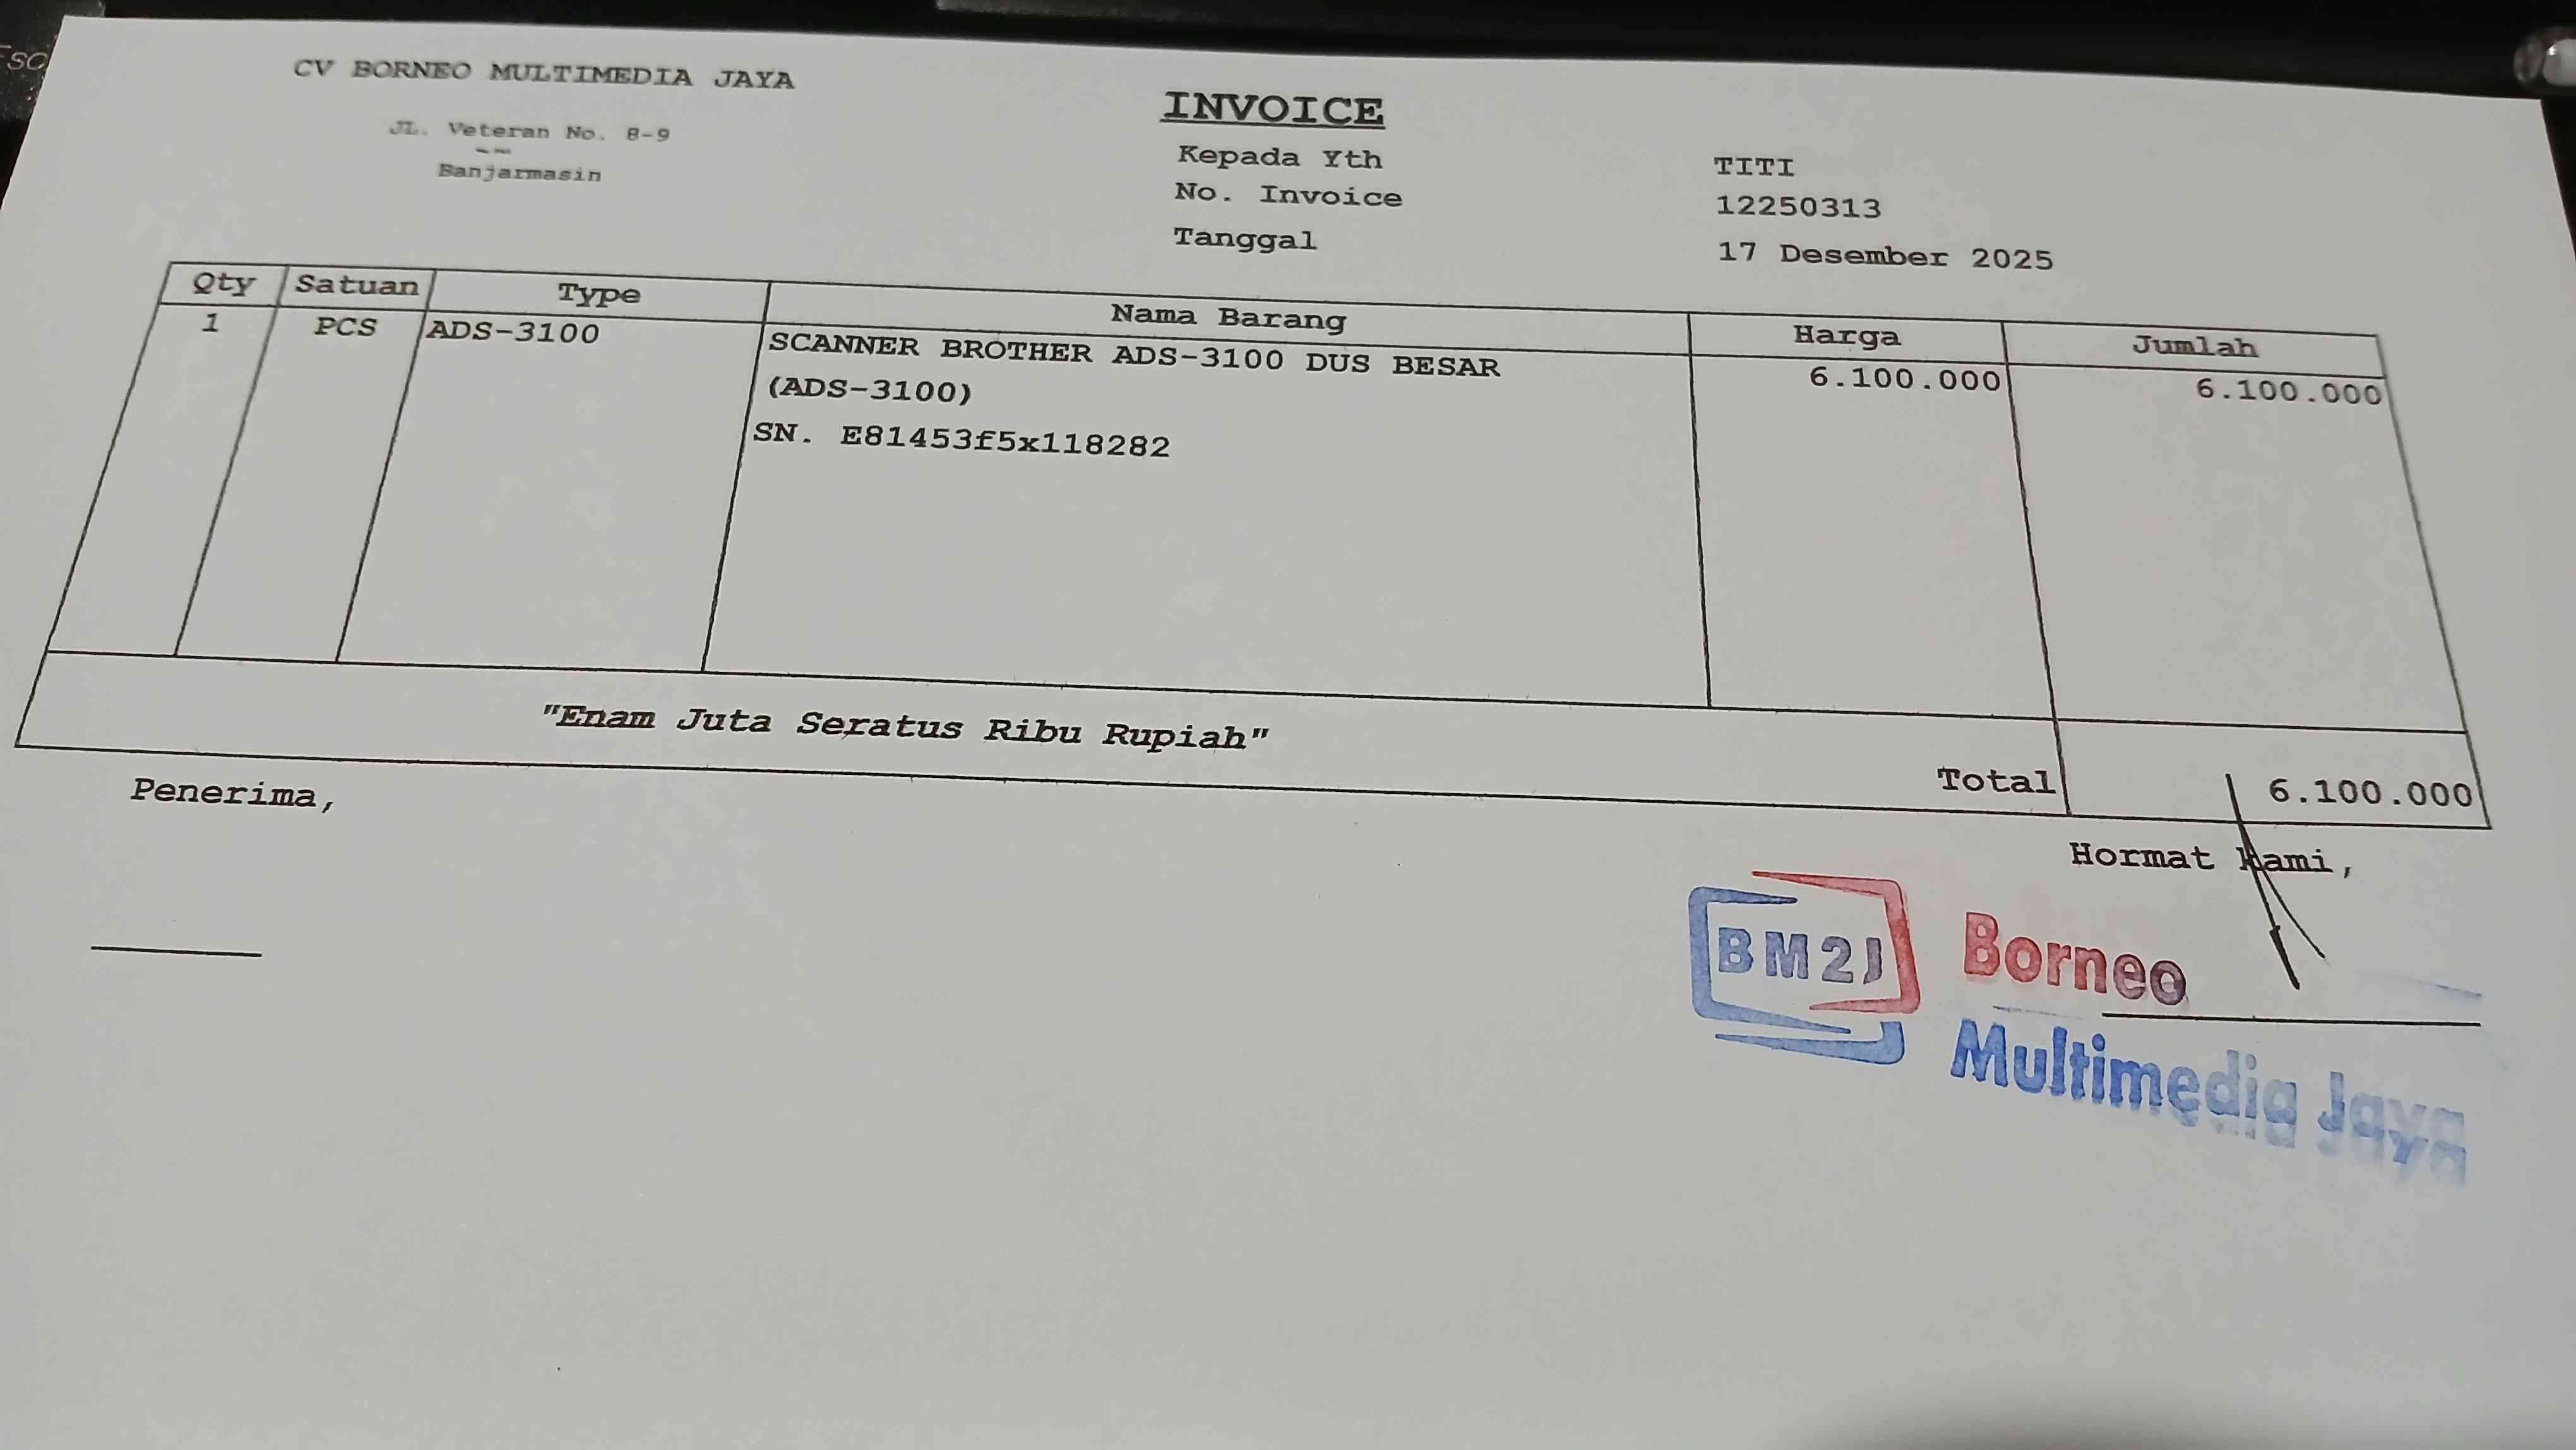 ESC
CV BORNEO MULTIMEDIA JAYA
JL. Veteran No. 8-9
Banjarmasin
INVOICE
Kepada Yth TITI
No. Invoice 12250313
Tanggal 17 Desember 2025
Qty Satuan Type Nama Barang Harga Jumlah
1 PCS ADS-3100 SCANNER BROTHER ADS-3100 DUS BESAR 6.100.000 6.100.000
(ADS-3100)
SN. E81453f5x118282
"Enam Juta Seratus Ribu Rupiah"
Total 6.100.000
Penerima,
Hormat Kami,
BM2J Borneo
Multimedia Jaya